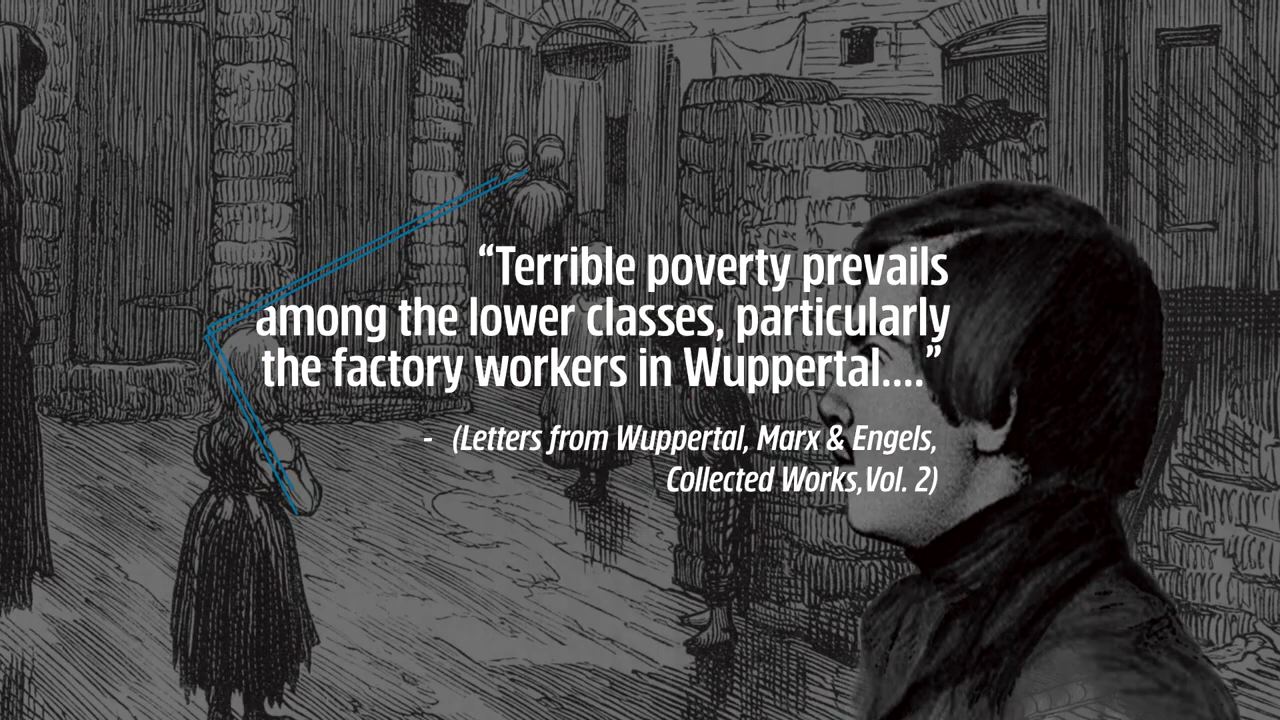 “Terrible poverty prevails
among the lower classes, particularly
the factory workers in Wuppertal....”
- (Letters from Wuppertal, Marx & Engels,
Collected Works,Vol. 2)